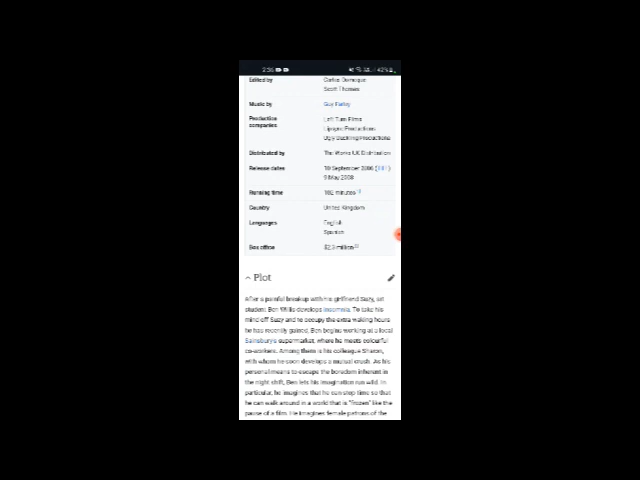 Edited by
Scott Thomas
Music by
Guy Farley
Production companies
Left Turn Films
Lipsync Productions
Ugly Duckling Productions
Distributed by
The Works UK Distribution
Release dates
9 May 2008
Running time
102 minutes
Country
United Kingdom
Languages
English
Spanish
Box office
Plot
After a painful breakup with his girlfriend Suzy, art
student Ben Willis develops insomnia. To take his
mind off Suzy and to occupy the extra waking hours
he has recently gained, Ben begins working at a local
Sainsbury's supermarket, where he meets colourful
co-workers. Among them is his colleague Sharon,
with whom he soon develops a mutual crush. As his
personal means to escape the boredom inherent in
the night shift, Ben lets his imagination run wild. In
particular, he imagines that he can stop time so that
he can walk around in a world that is "frozen" like the
pause of a film. He imagines female patrons of the